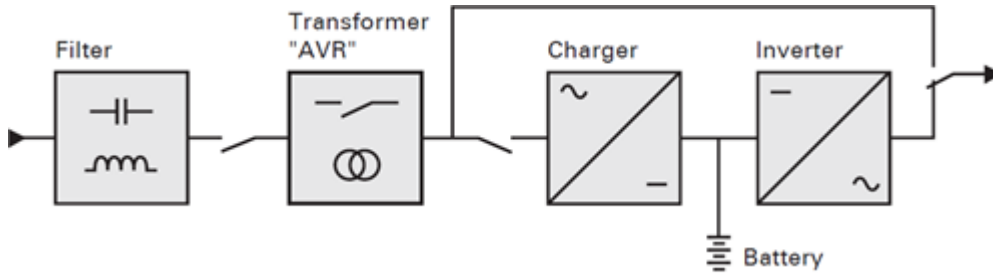 Filter
Transformer
"AVR"
Charger
Inverter
Battery